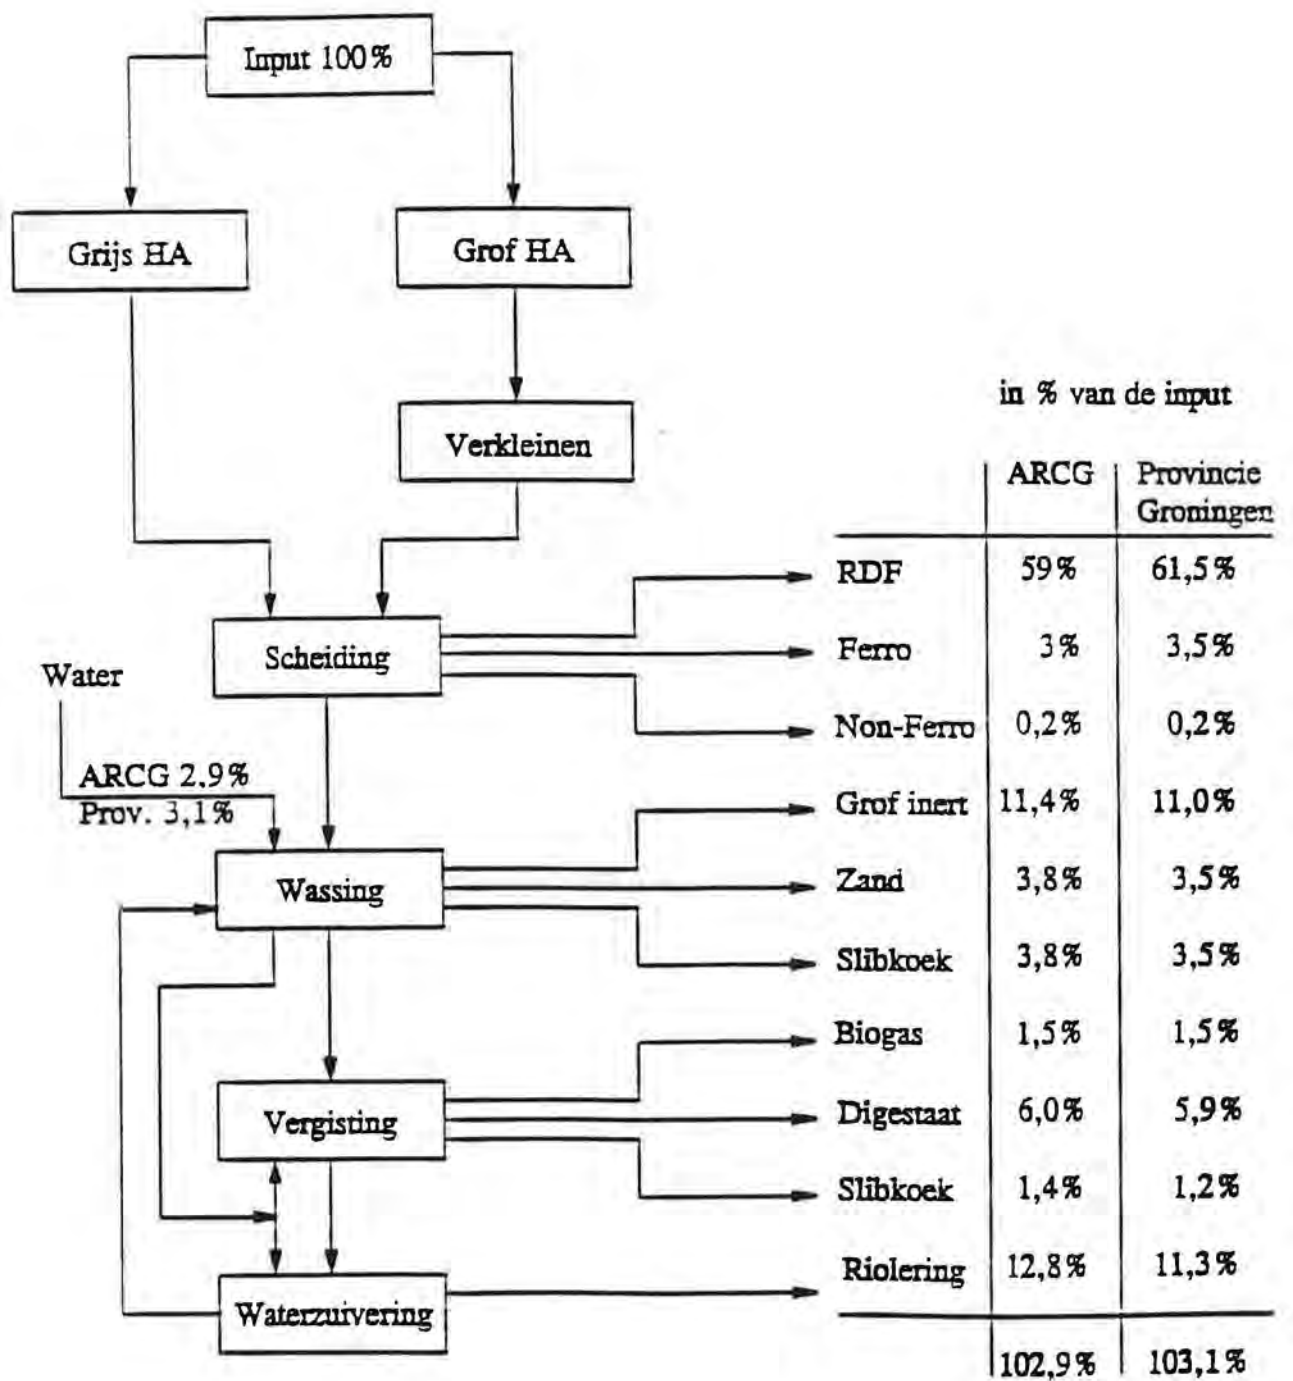 Input 100%
Grijs HA
Grof HA
Verkleinen
in % van de input
ARCG Provincie
Groningen
RDF 59% 61,5%
Scheiding
Ferro 3% 3,5%
Water
Non-Ferro 0,2% 0,2%
ARCG 2,9%
Prov. 3,1%
Grof inert 11,4% 11,0%
Wassing
Zand 3,8% 3,5%
Slibkoek 3,8% 3,5%
Biogas 1,5% 1,5%
Vergisting
Digestaat 6,0% 5,9%
Slibkoek 1,4% 1,2%
Riolering 12,8% 11,3%
Waterzuivering
102,9% 103,1%